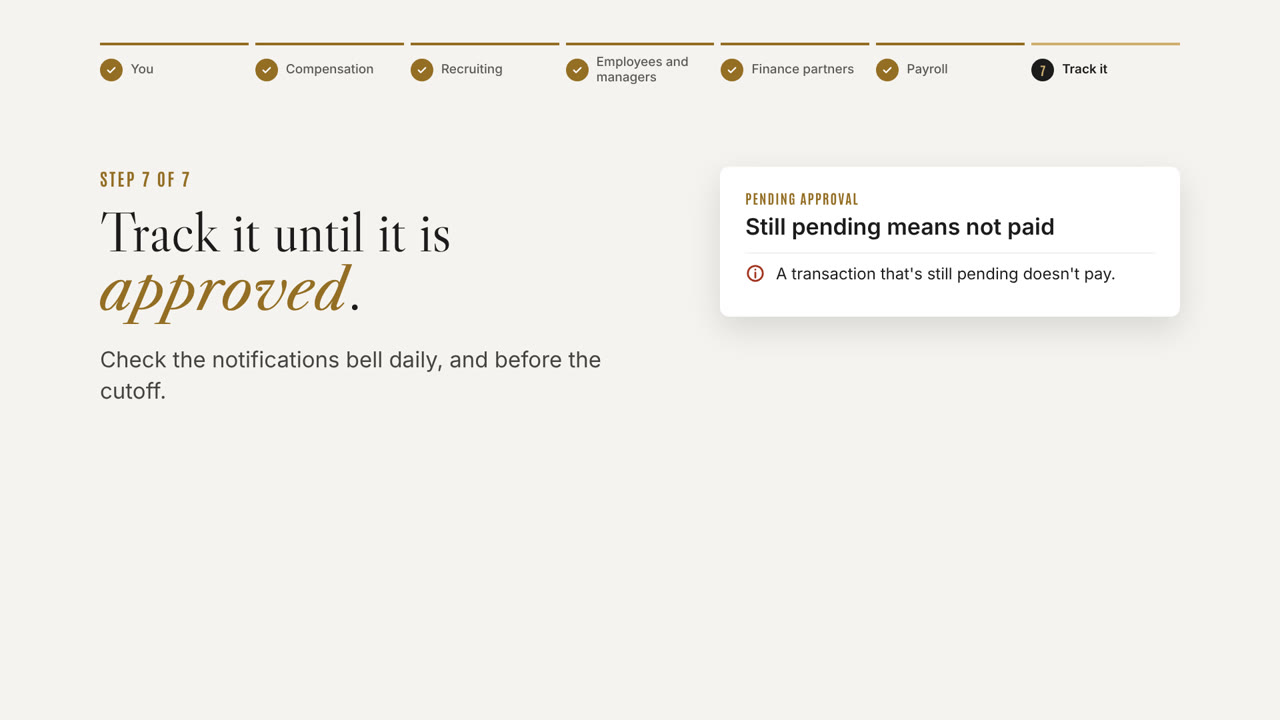 You
Compensation
Recruiting
Employees and
managers
Finance partners
Payroll
7
Track it
STEP 7 OF 7
Track it until it is
approved.
Check the notifications bell daily, and before the
cutoff.
PENDING APPROVAL
Still pending means not paid
A transaction that's still pending doesn't pay.